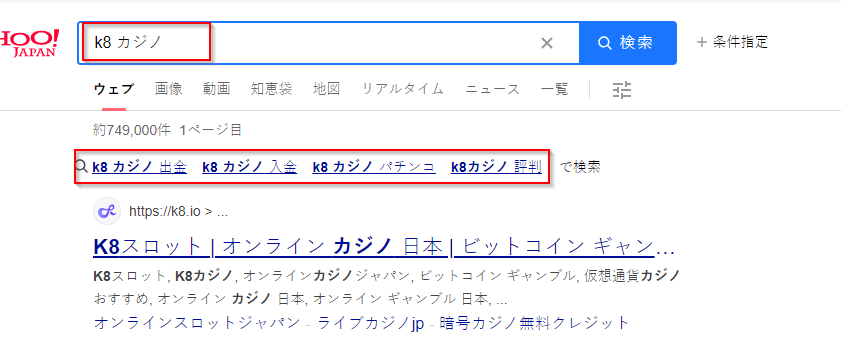 HOO!
JAPAN
k8 カジノ
検索
+ 条件指定
ウェブ 画像 動画 知恵袋 地図 リアルタイム ニュース 一覧
約749,000件 1ページ目
k8 カジノ 出金 k8 カジノ 入金 k8 カジノ パチンコ k8カジノ 評判 で検索
https://k8.io > ...
K8スロット | オンライン カジノ 日本 | ビットコイン ギャン...
K8スロット, K8カジノ, オンラインカジノジャパン, ビットコイン ギャンブル, 仮想通貨カジノ
おすすめ, オンライン カジノ 日本, オンライン ギャンブル 日本, ...
オンラインスロットジャパン - ライブカジノjp - 暗号カジノ無料クレジット